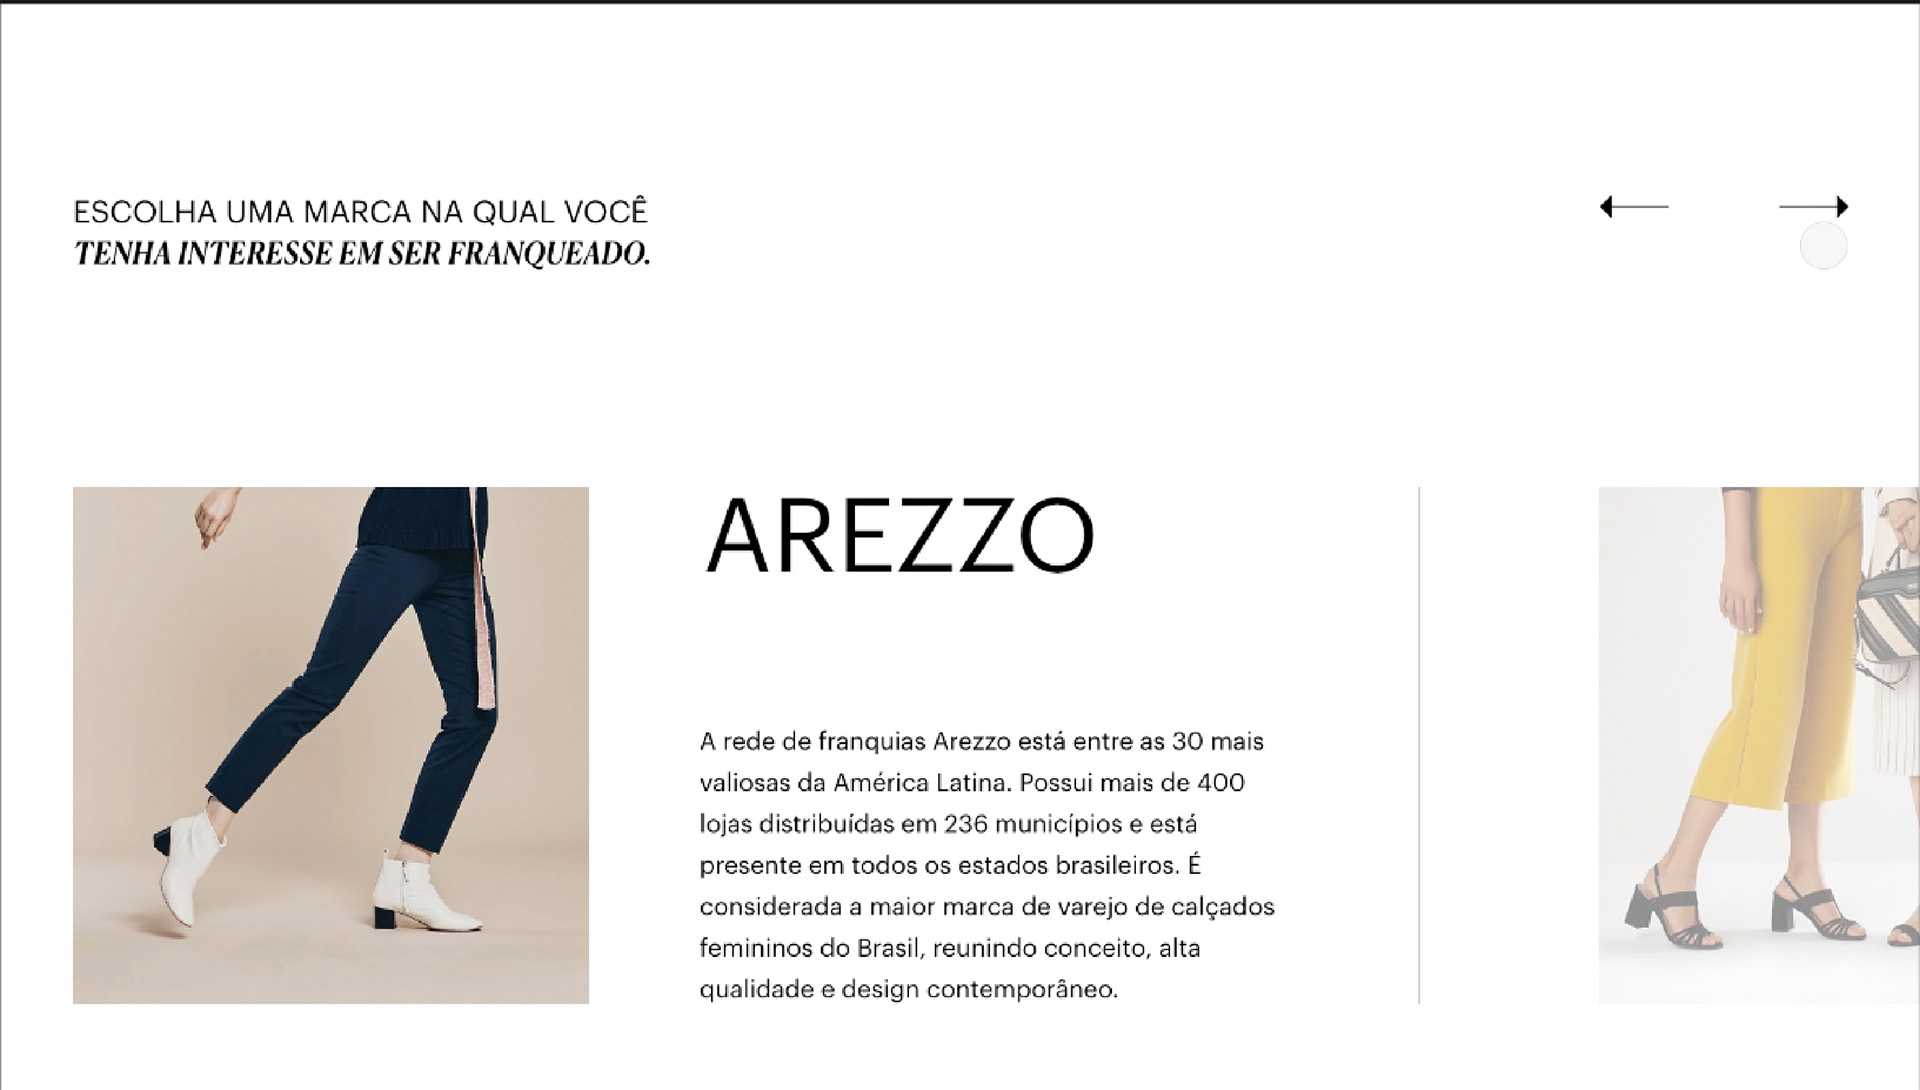 ESCOLHA UMA MARCA NA QUAL VOCÊ
TENHA INTERESSE EM SER FRANQUEADO.
AREZZO
A rede de franquias Arezzo está entre as 30 mais
valiosas da América Latina. Possui mais de 400
lojas distribuídas em 236 municípios e está
presente em todos os estados brasileiros. É
considerada a maior marca de varejo de calçados
femininos do Brasil, reunindo conceito, alta
qualidade e design contemporâneo.